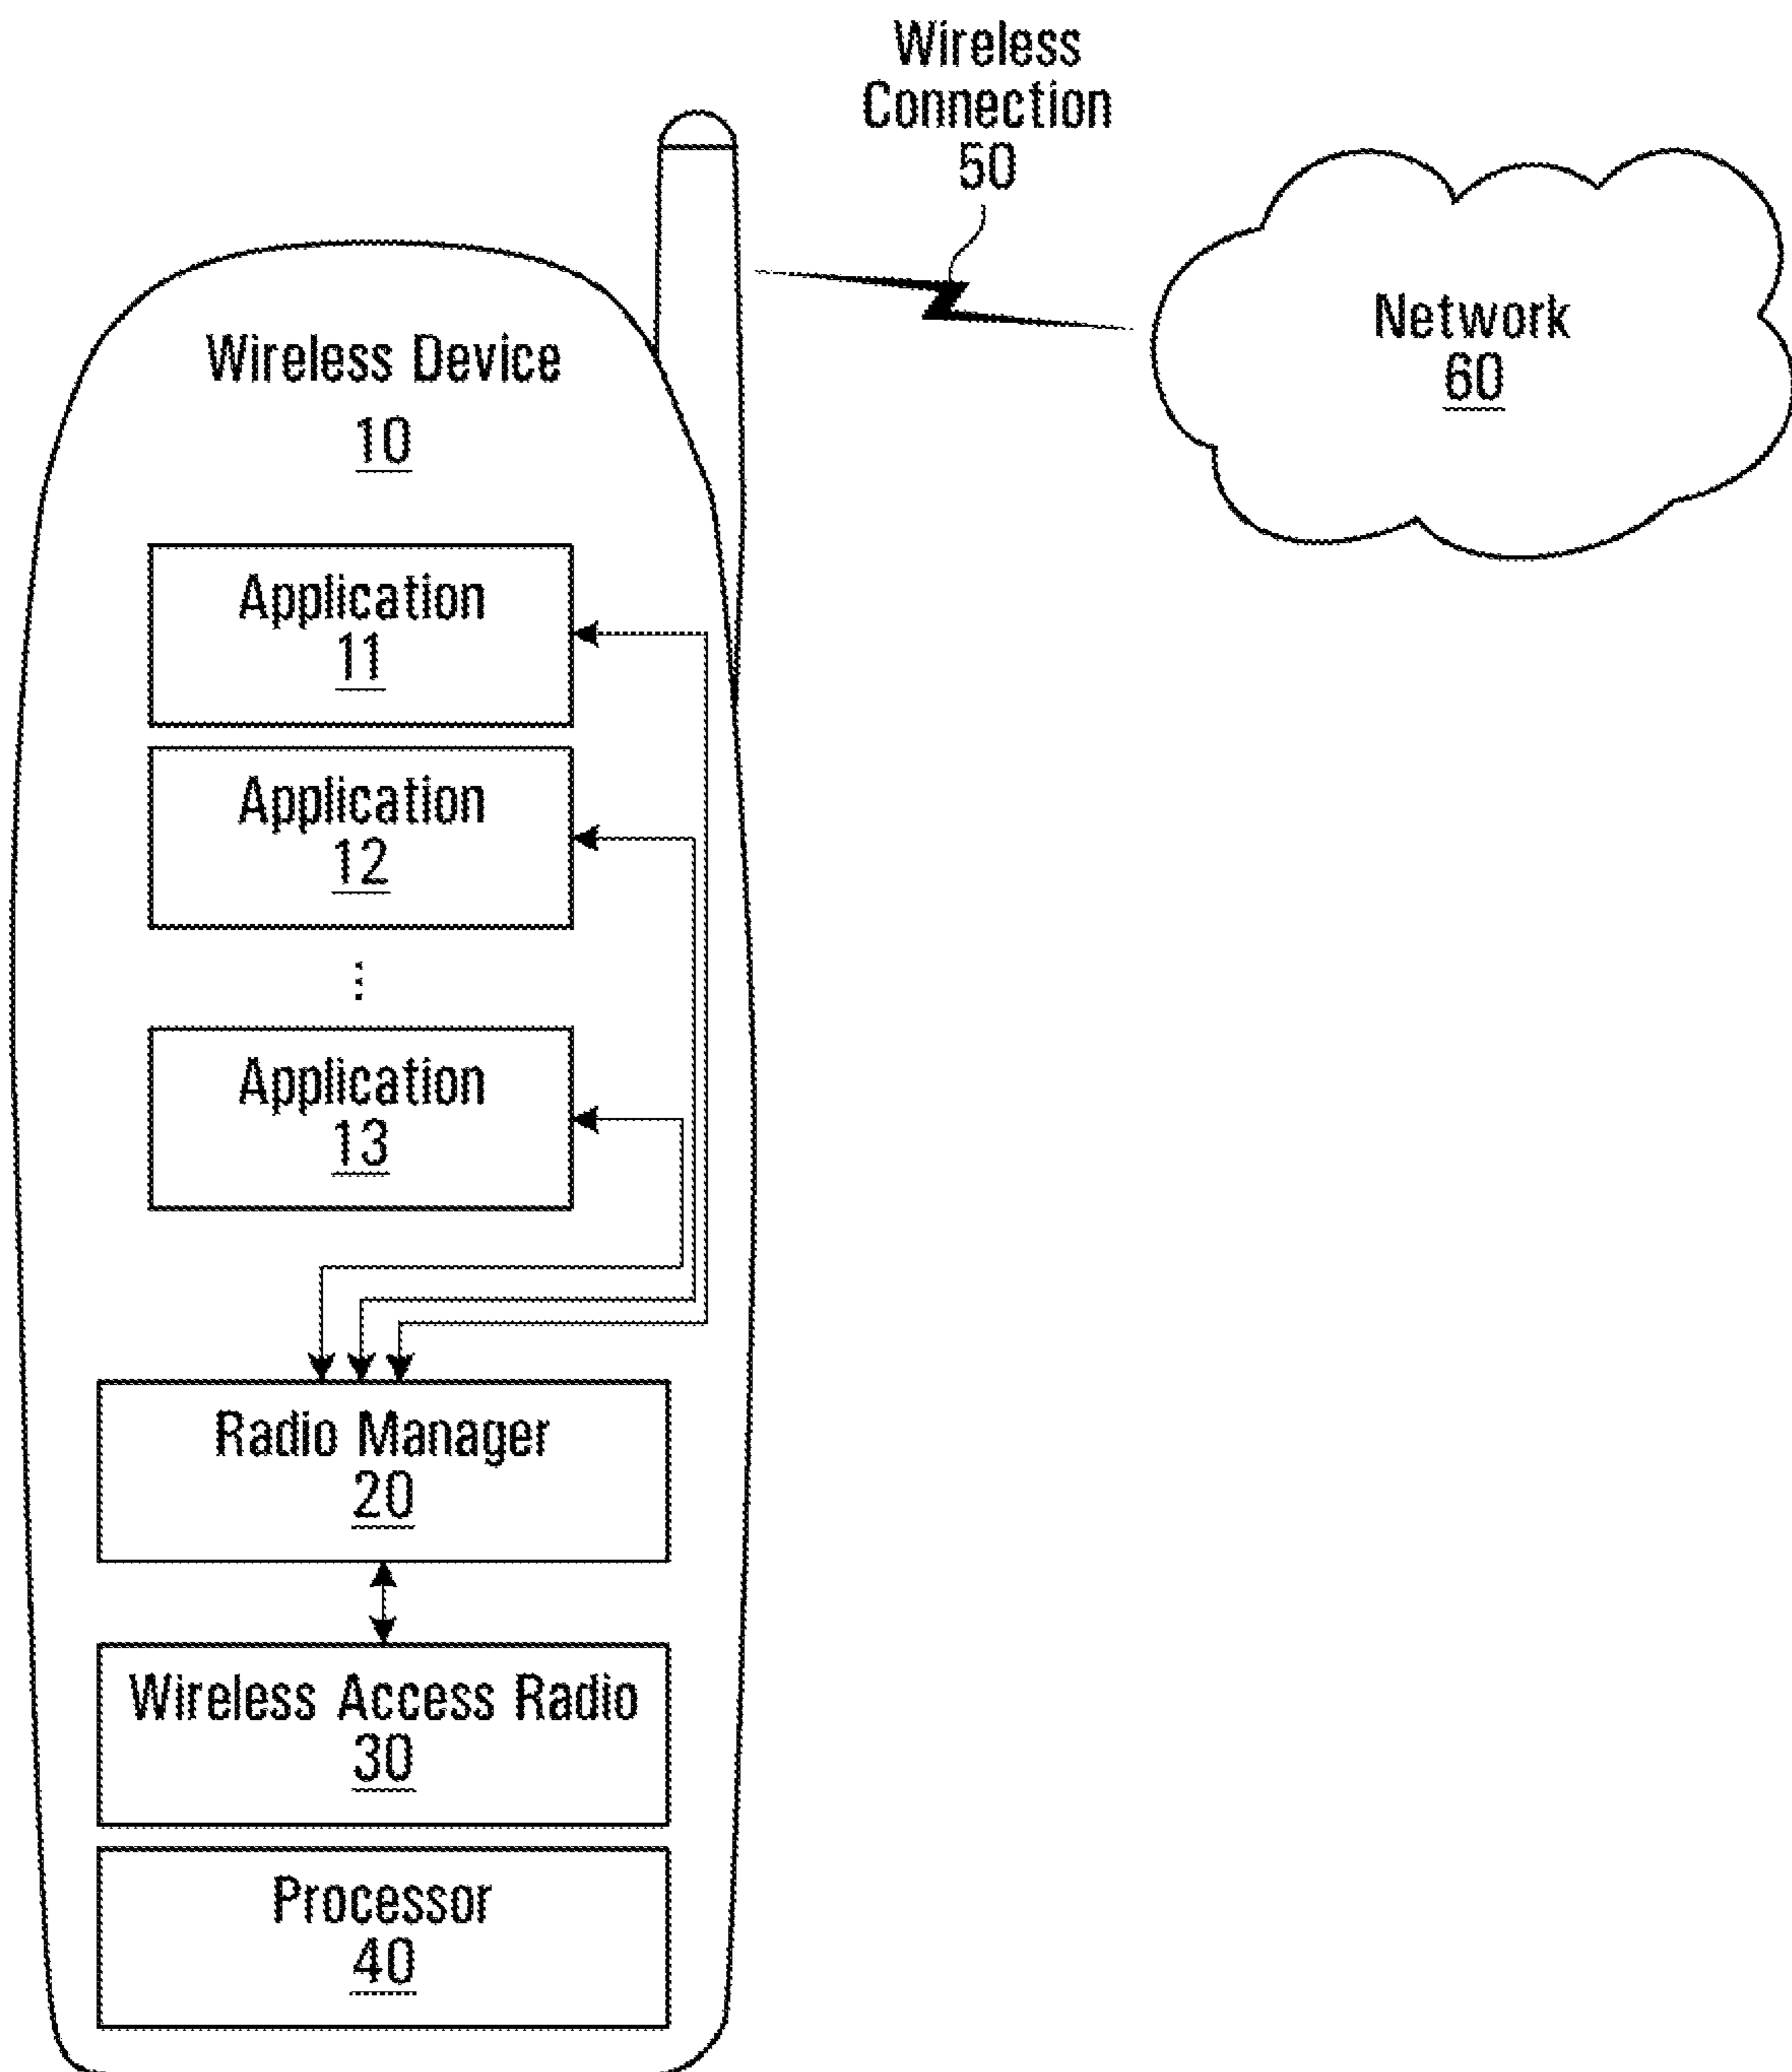 Wireless
Connection
50
Network
60
Wireless Device
10
Application
11
Application
12
Application
13
Radio Manager
20
Wireless Access Radio
30
Processor
40